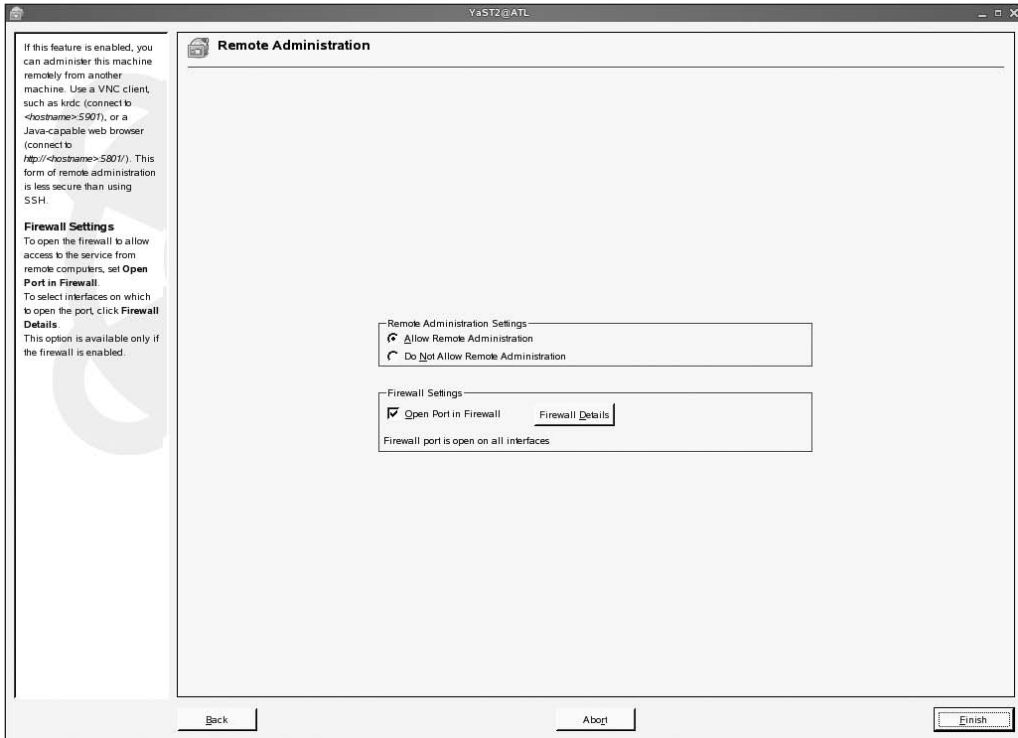 YaST2@ATL
If this feature is enabled, you
can administer this machine
remotely from another
machine. Use a VNC client,
such as krdc (connect to
<hostname>:5901), or a
Java-capable web browser
(connect to
http://<hostname>:5801/). This
form of remote administration
is less secure than using
SSH.
Firewall Settings
To open the firewall to allow
access to the service from
remote computers, set Open
Port in Firewall.
To select interfaces on which
to open the port, click Firewall
Details.
This option is available only if
the firewall is enabled.
Remote Administration
Remote Administration Settings
Allow Remote Administration
Do Not Allow Remote Administration
Firewall Settings
Open Port in Firewall
Firewall Details
Firewall port is open on all interfaces
Back
Abort
Finish